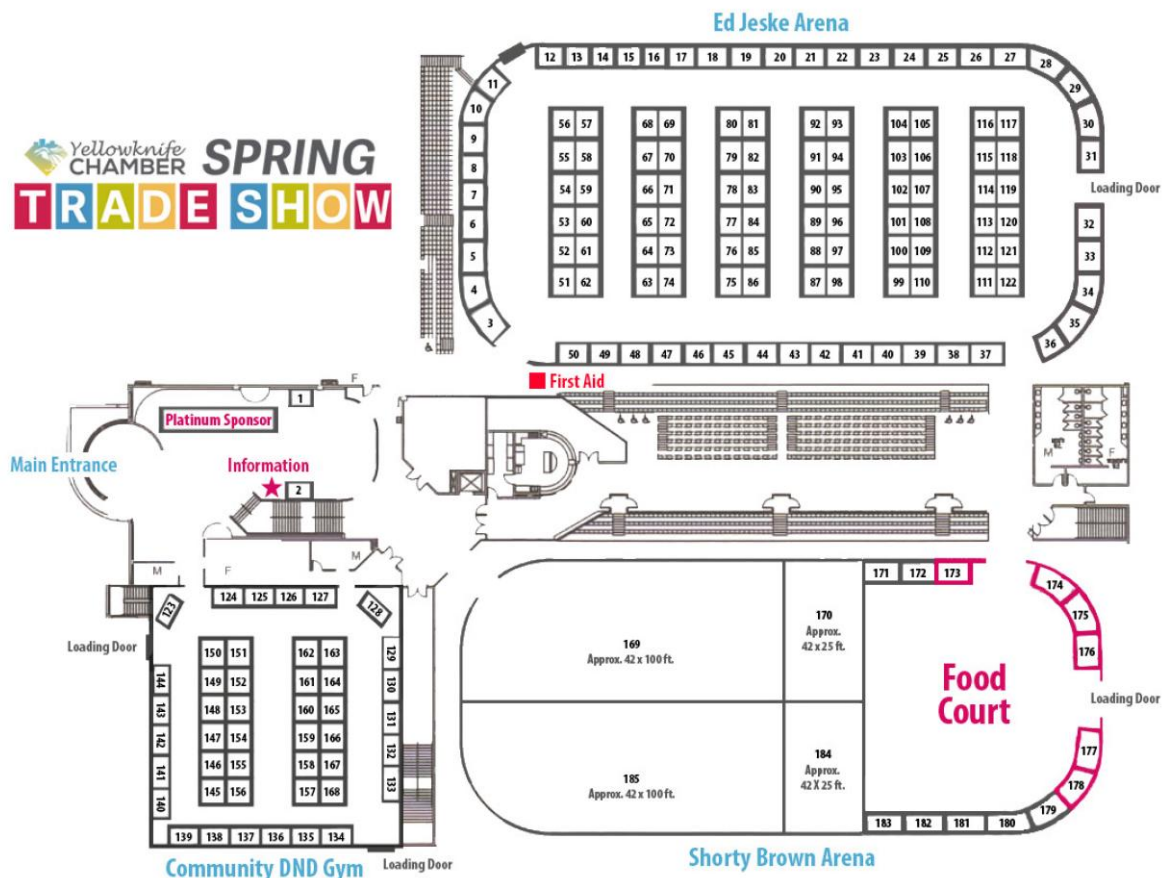 Ed Jeske Arena
Yellowknife
CHAMBER SPRING
TRADE SHOW
12 13 14 15 16 17 18 19 20 21 22 23 24 25 26 27
28
29
30
31
11
10
9
8
7
6
5
4
3
56 57 68 69 80 81 92 93 104 105 116 117
55 58 67 70 79 82 91 94 103 106 115 118
54 59 66 71 78 83 90 95 102 107 114 119
53 60 65 72 77 84 89 96 101 108 113 120
52 61 64 73 76 85 88 97 100 109 112 121
51 62 63 74 75 86 87 98 99 110 111 122
Loading Door
32
33
34
35
36
50 49 48 47 46 45 44 43 42 41 40 39 38 37
First Aid
F
1
Platinum Sponsor
Main Entrance
Information
2
M F
M F M
123
124 125 126 127
128
Loading Door
150 151 162 163
149 152 161 164
148 153 160 165
147 154 159 166
146 155 158 167
145 156 157 168
129
130
131
132
133
144
143
142
141
140
139 138 137 136 135 134
Community DND Gym
Loading Door
169
Approx. 42 x 100 ft.
170
Approx.
42 x 25 ft.
185
Approx. 42 x 100 ft.
184
Approx.
42 X 25 ft.
171 172 173
174
175
176
Food
Court
Loading Door
177
178
179
183 182 181 180
Shorty Brown Arena